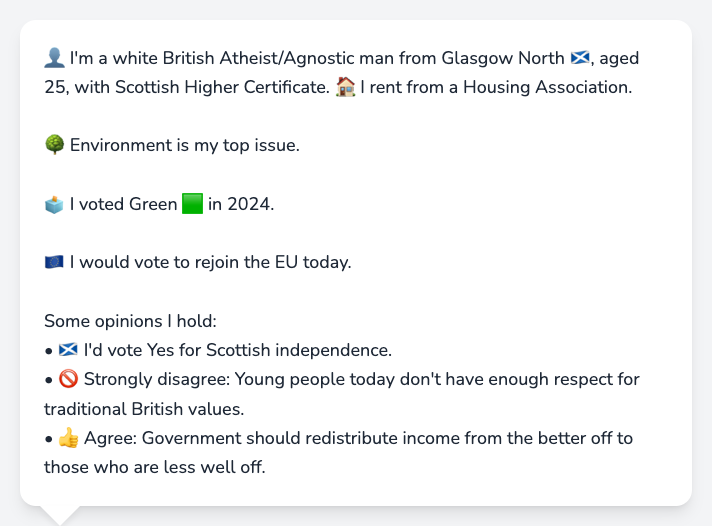 👤 I'm a white British Atheist/Agnostic man from Glasgow North 🏴󠁧󠁢󠁳󠁣󠁴󠁿, aged
25, with Scottish Higher Certificate. 🏠 I rent from a Housing Association.
🌳 Environment is my top issue.
🗳️ I voted Green 🟩 in 2024.
🇪🇺 I would vote to rejoin the EU today.
Some opinions I hold:
• 🏴󠁧󠁢󠁳󠁣󠁴󠁿 I'd vote Yes for Scottish independence.
• 🚫 Strongly disagree: Young people today don't have enough respect for
traditional British values.
• 👍 Agree: Government should redistribute income from the better off to
those who are less well off.